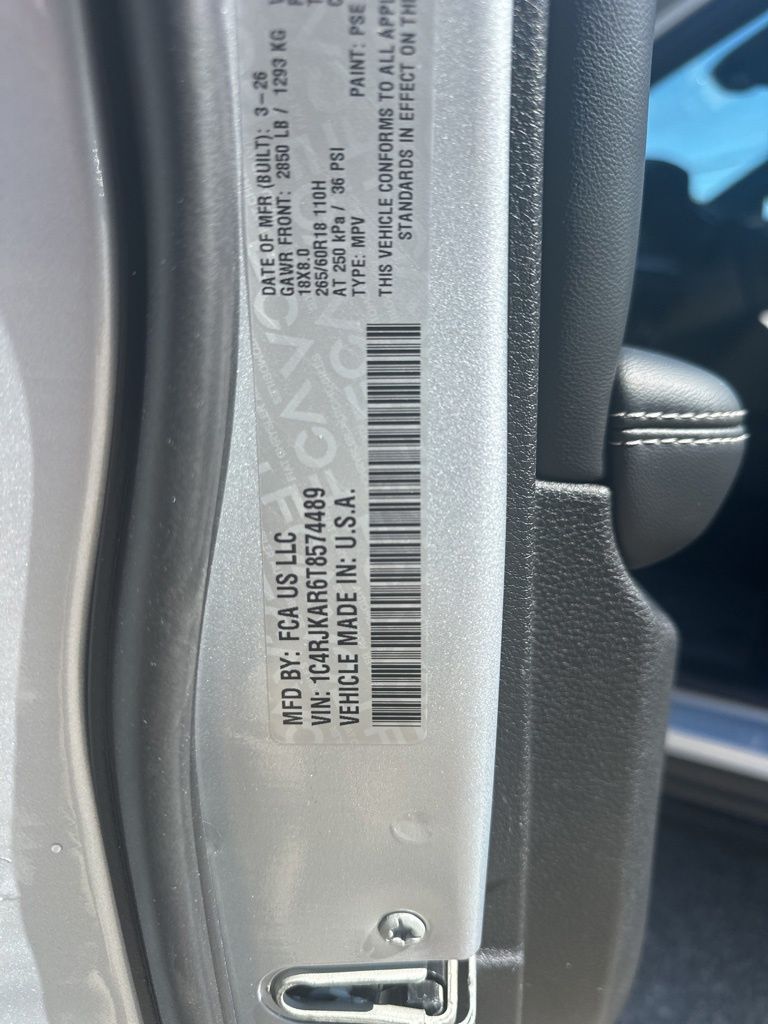 MFD BY: FCA US LLC
VIN: 1C4RJKAR6T8574489
VEHICLE MADE IN: U.S.A.
DATE OF MFR (BUILT): 3-26
GAWR FRONT: 2850 LB / 1293 KG
18X8.0
265/60R18 110H
AT 250 kPa / 36 PSI
TYPE: MPV PAINT: PSE
THIS VEHICLE CONFORMS TO ALL APPL
STANDARDS IN EFFECT ON THE